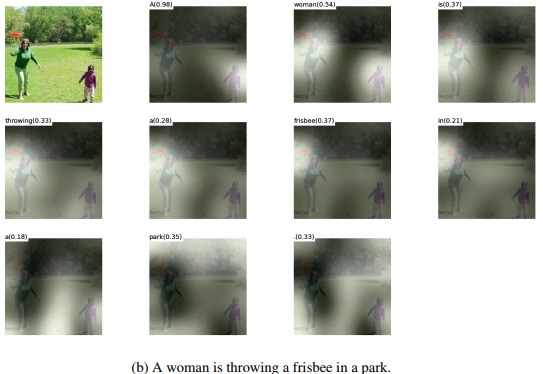 A(0.98) woman(0.54) is(0.37)
throwing(0.33) a(0.28) frisbee(0.37) in(0.21)
a(0.18) park(0.35) .(0.33)
(b) A woman is throwing a frisbee in a park.